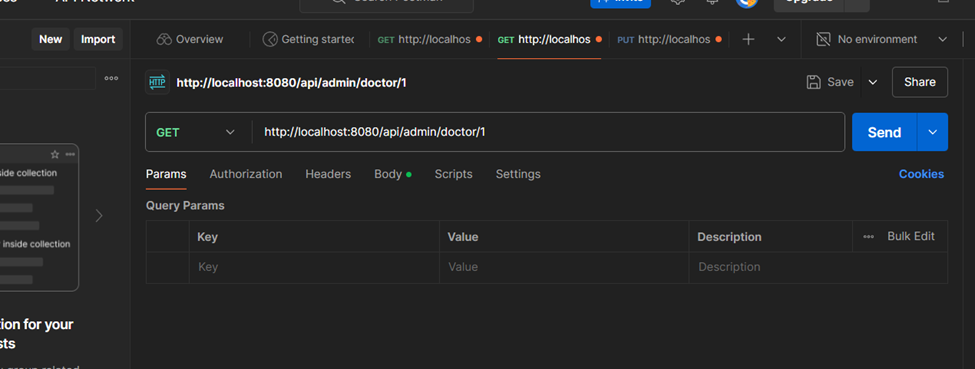 New Import Overview Getting started GET http://localhos GET http://localhos PUT http://localhos No environment
HTTP http://localhost:8080/api/admin/doctor/1 Save Share
GET http://localhost:8080/api/admin/doctor/1 Send
Params Authorization Headers Body Scripts Settings Cookies
Query Params
Key Value Description Bulk Edit
Key Value Description
side collection
inside collection
tion for your
sts